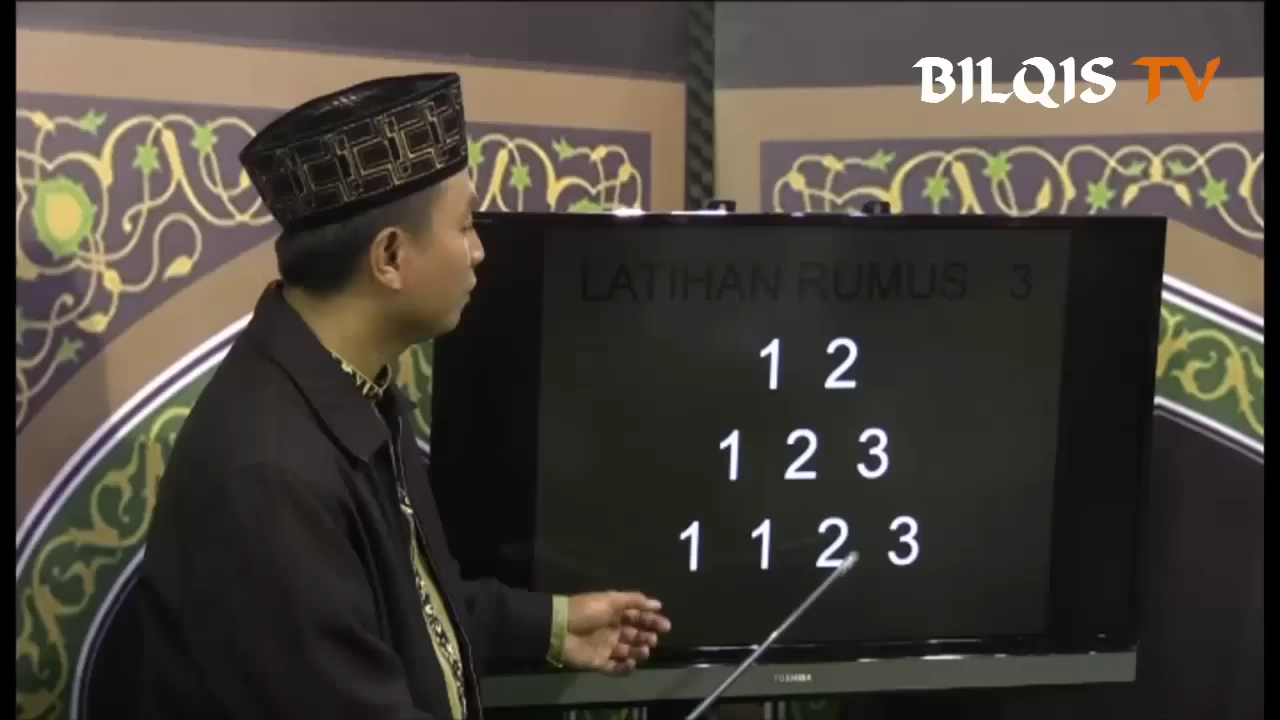 BILQIS TV
LATIHAN RUMUS 3
1 2
1 2 3
1 1 2 3
TOSHIBA